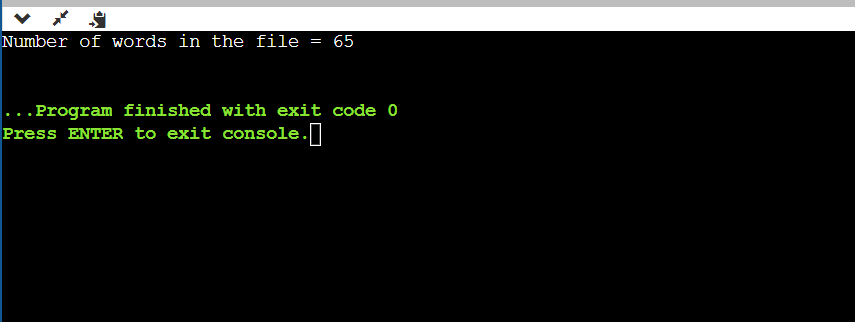 Number of words in the file = 65
...Program finished with exit code 0
Press ENTER to exit console.